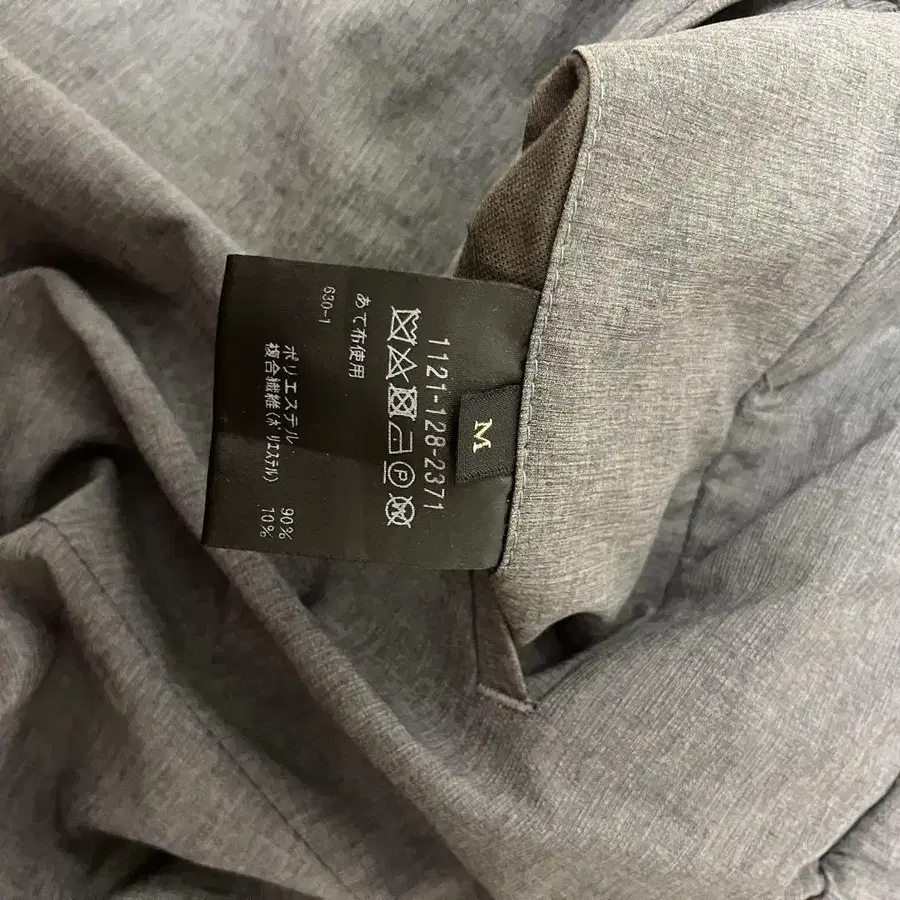 M
1121-128-2371
あて布使用
630-1
ポリエステル 90%
複合繊維(ポリエステル) 10%